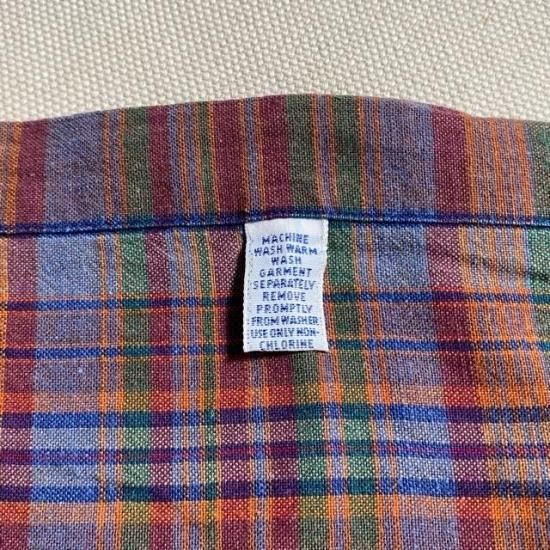 MACHINE
WASH WARM
WASH
GARMENT
SEPARATELY
REMOVE
PROMPTLY
FROM WASHER
USE ONLY NON-
CHLORINE